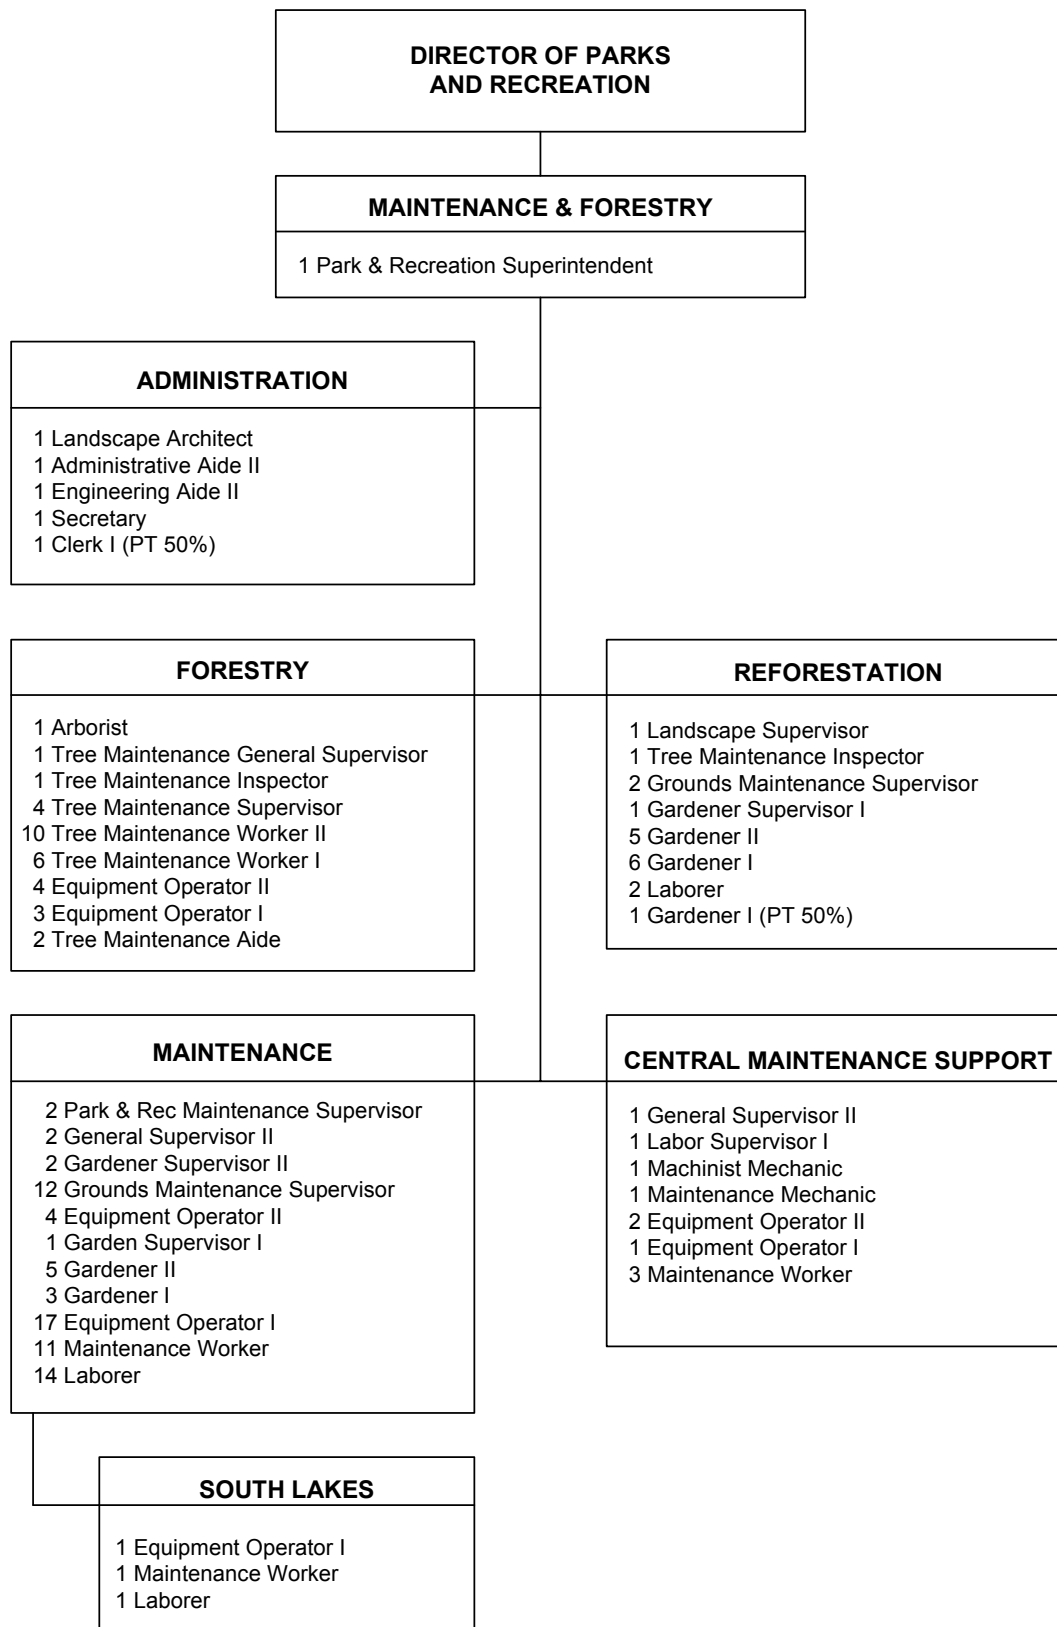 DIRECTOR OF PARKS
AND RECREATION
MAINTENANCE & FORESTRY
1 Park & Recreation Superintendent
ADMINISTRATION
1 Landscape Architect
1 Administrative Aide II
1 Engineering Aide II
1 Secretary
1 Clerk I (PT 50%)
FORESTRY
1 Arborist
1 Tree Maintenance General Supervisor
1 Tree Maintenance Inspector
4 Tree Maintenance Supervisor
10 Tree Maintenance Worker II
6 Tree Maintenance Worker I
4 Equipment Operator II
3 Equipment Operator I
2 Tree Maintenance Aide
REFORESTATION
1 Landscape Supervisor
1 Tree Maintenance Inspector
2 Grounds Maintenance Supervisor
1 Gardener Supervisor I
5 Gardener II
6 Gardener I
2 Laborer
1 Gardener I (PT 50%)
MAINTENANCE
2 Park & Rec Maintenance Supervisor
2 General Supervisor II
2 Gardener Supervisor II
12 Grounds Maintenance Supervisor
4 Equipment Operator II
1 Garden Supervisor I
5 Gardener II
3 Gardener I
17 Equipment Operator I
11 Maintenance Worker
14 Laborer
CENTRAL MAINTENANCE SUPPORT
1 General Supervisor II
1 Labor Supervisor I
1 Machinist Mechanic
1 Maintenance Mechanic
2 Equipment Operator II
1 Equipment Operator I
3 Maintenance Worker
SOUTH LAKES
1 Equipment Operator I
1 Maintenance Worker
1 Laborer